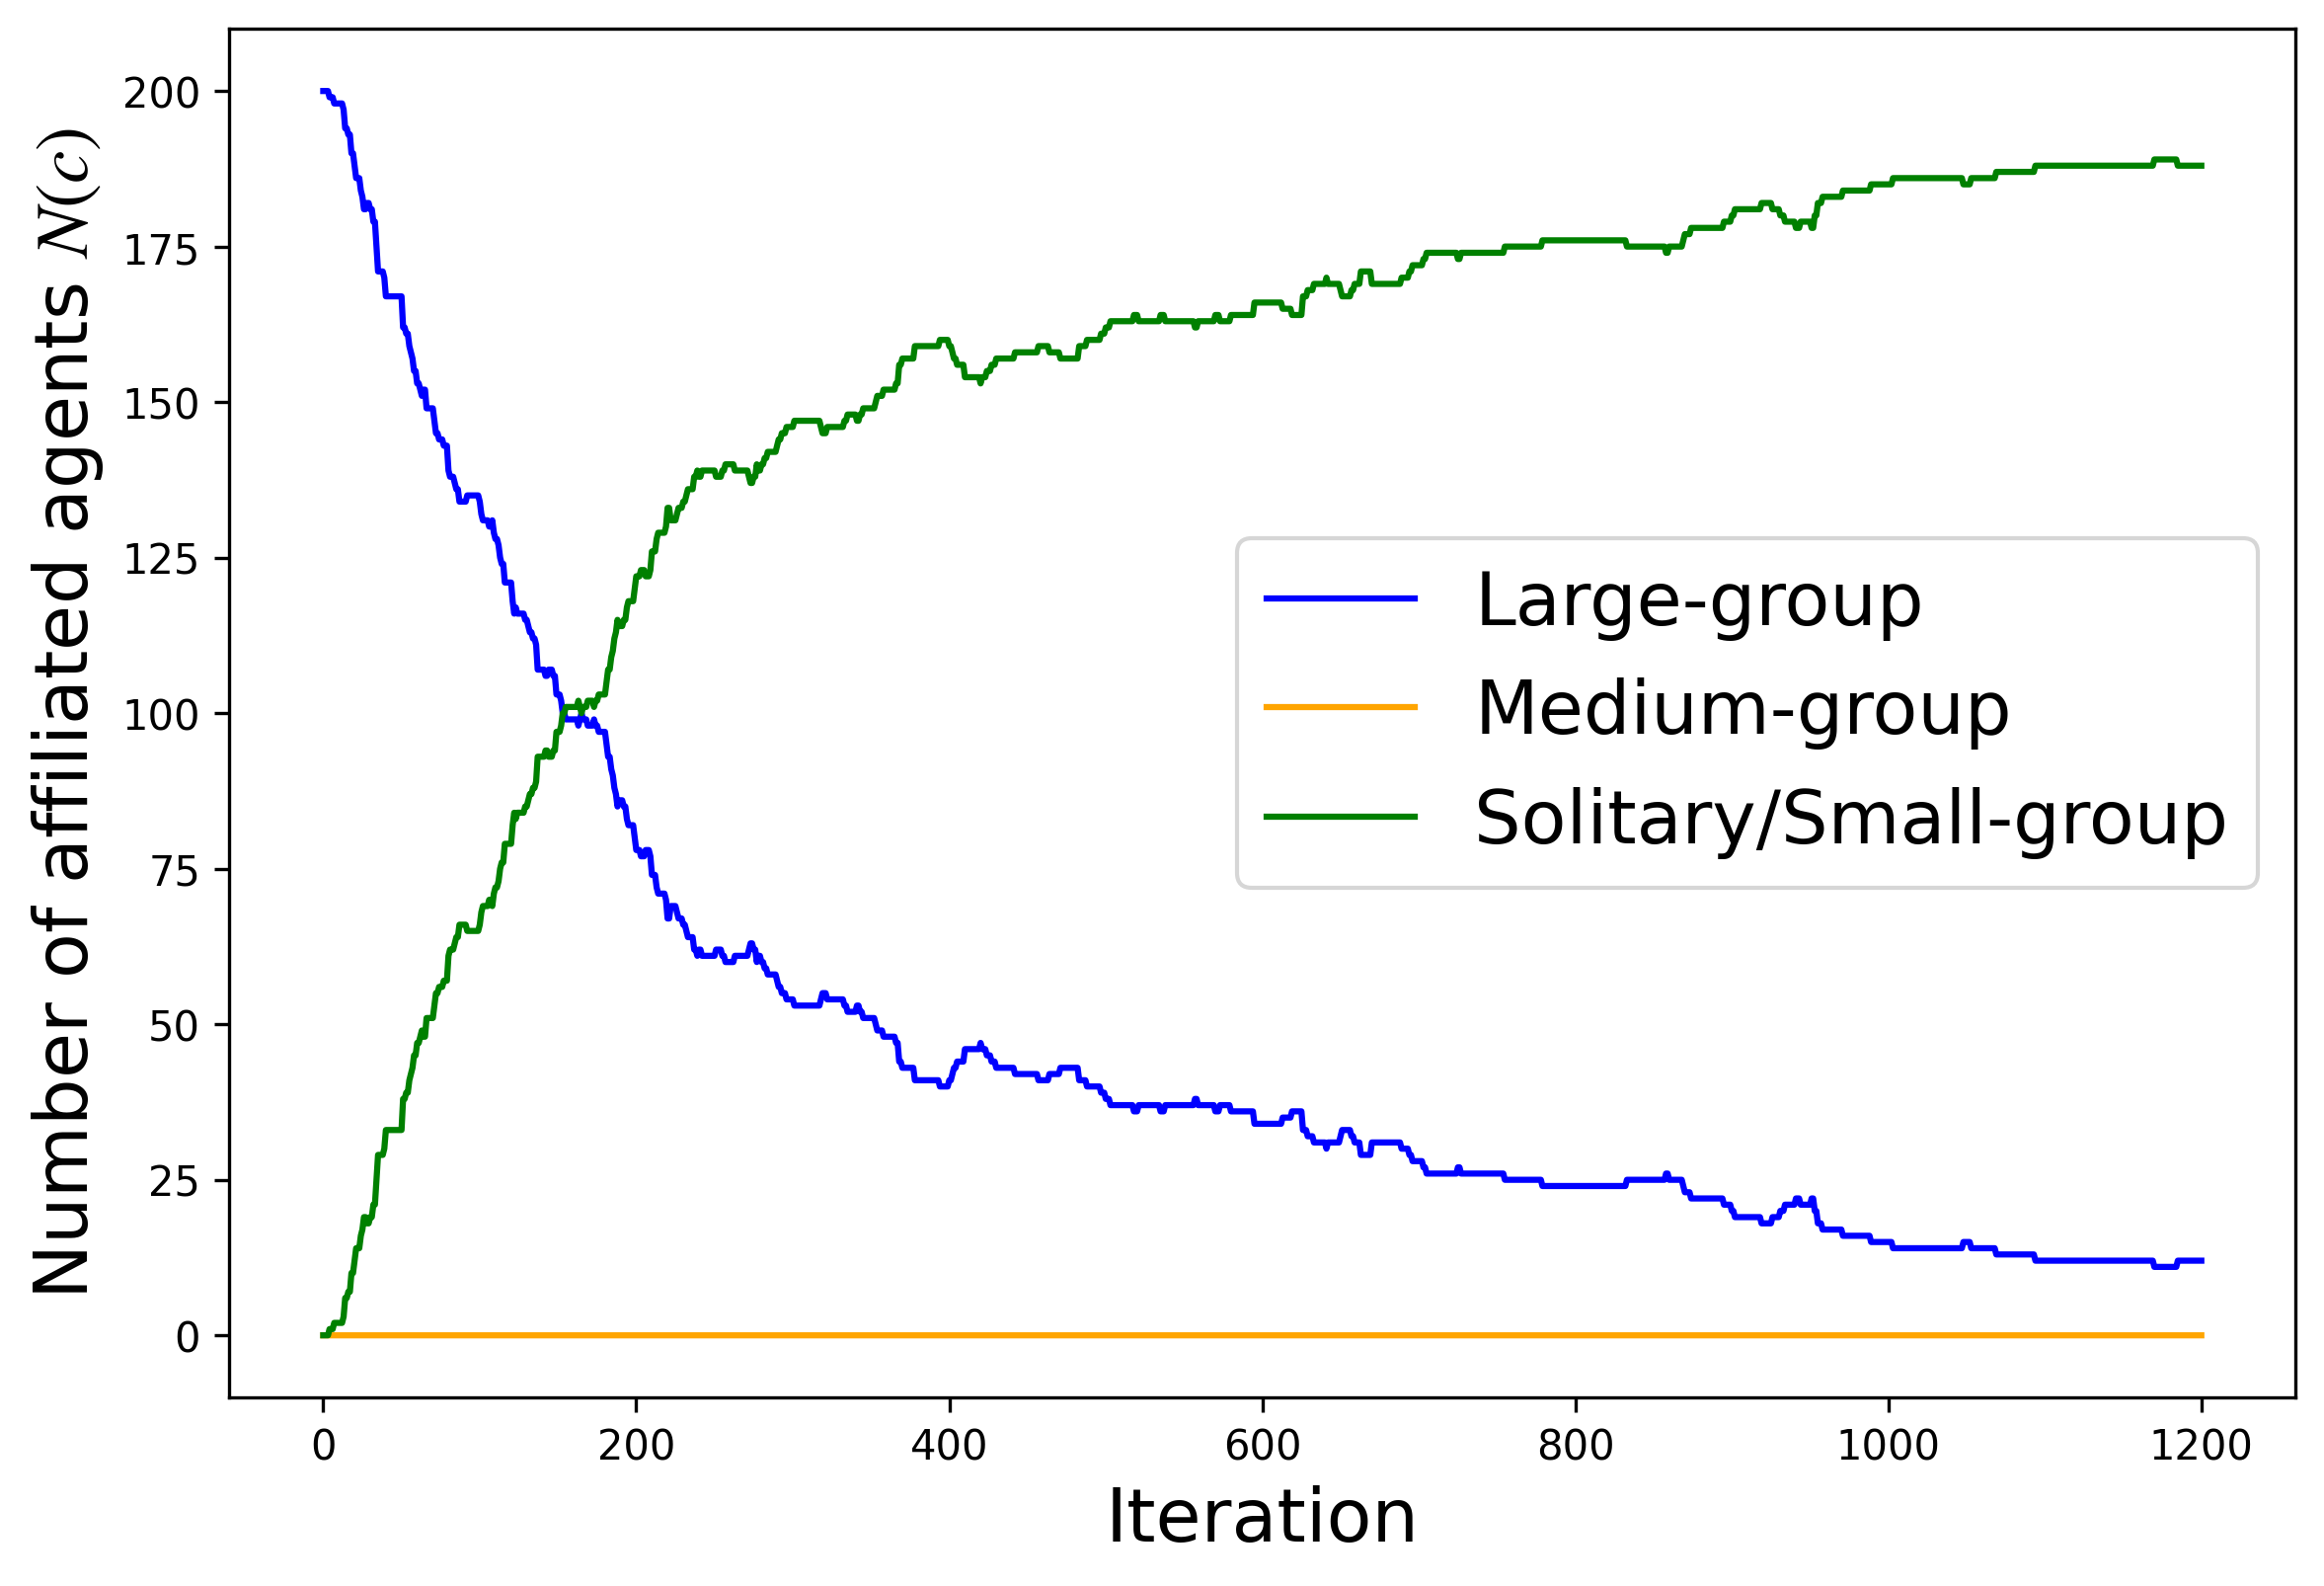 Number of affiliated agents N(c)
200
175
150
125
100
75
50
25
0
Large-group
Medium-group
Solitary/Small-group
0 200 400 600 800 1000 1200
Iteration